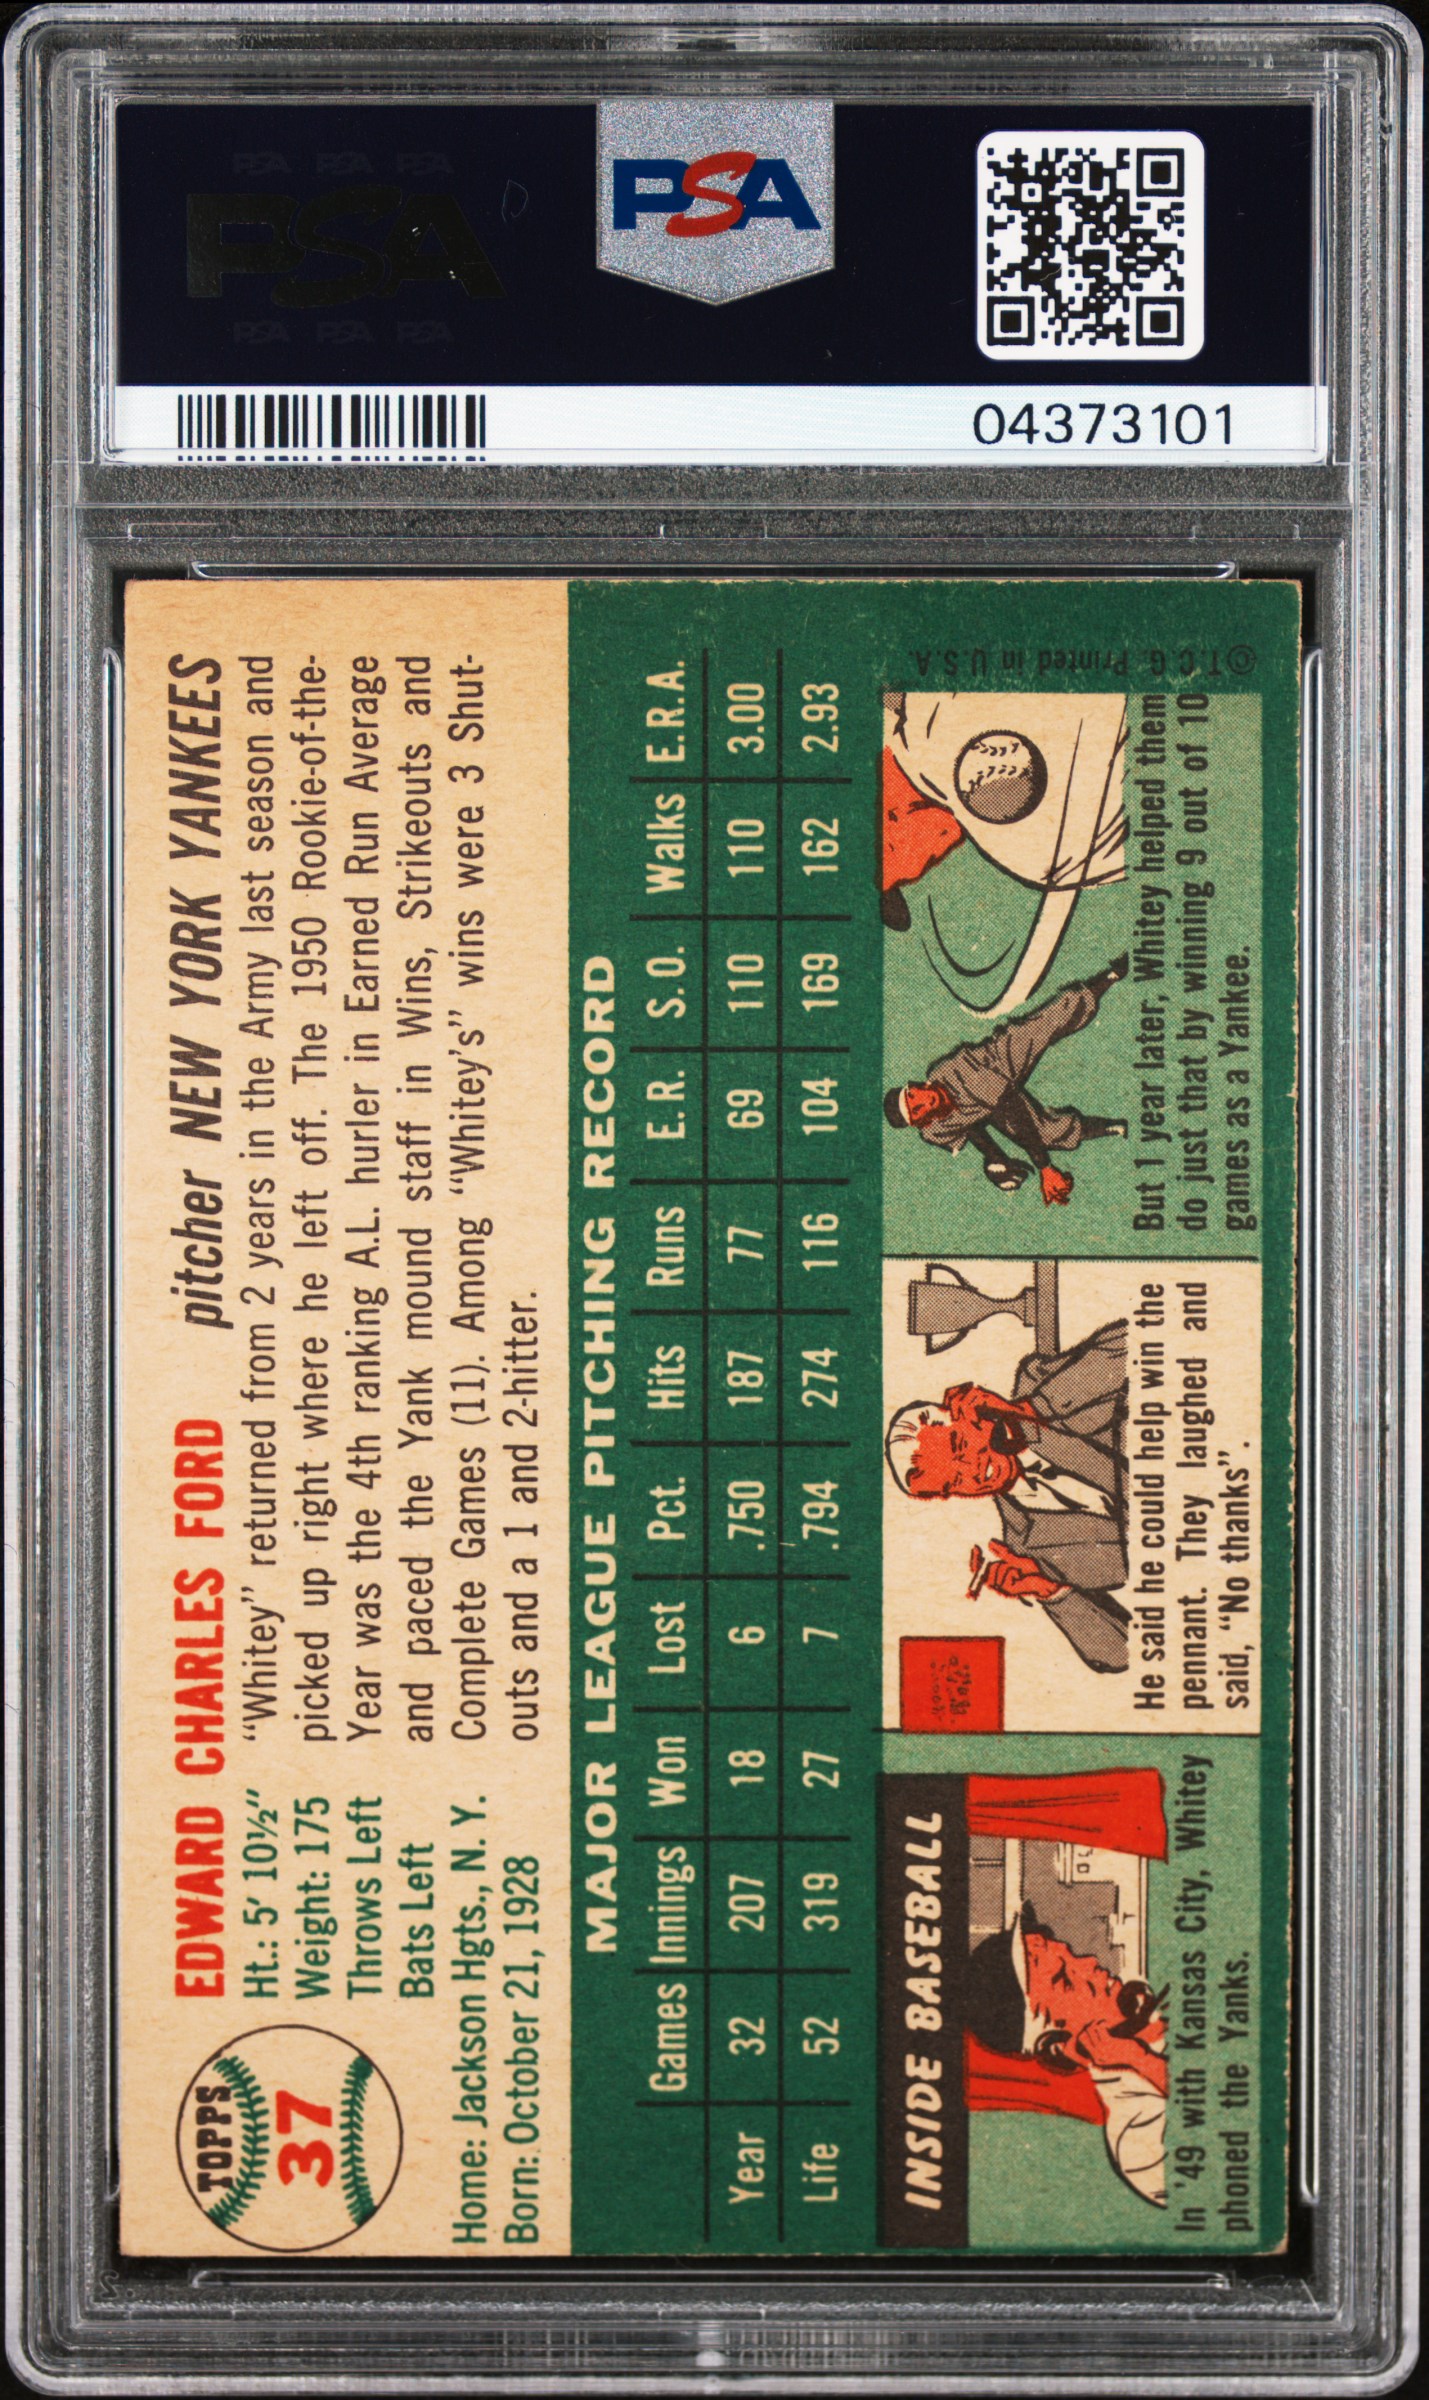 PSA PSA PSA
PSA
PSA PSA PSA
PSA
04373101
TOPPS
37
EDWARD CHARLES FORD pitcher NEW YORK YANKEES
Ht.: 5' 10½"
Weight: 175
Throws Left
Bats Left
Home: Jackson Hgts., N. Y.
Born: October 21, 1928
"Whitey" returned from 2 years in the Army last season and
picked up right where he left off. The 1950 Rookie-of-the-
Year was the 4th ranking A.L. hurler in Earned Run Average
and paced the Yank mound staff in Wins, Strikeouts and
Complete Games (11). Among "Whitey's" wins were 3 Shut-
outs and a 1 and 2-hitter.
MAJOR LEAGUE PITCHING RECORD
Games Innings Won Lost Pct. Hits Runs E.R. S.O. Walks E.R.A.
Year 32 207 18 6 .750 187 77 69 110 110 3.00
Life 52 319 27 7 .794 274 116 104 169 162 2.93
INSIDE BASEBALL
In '49 with Kansas City, Whitey
phoned the Yanks.
He said he could help win the
pennant. They laughed and
said, "No thanks".
But 1 year later, Whitey helped them
do just that by winning 9 out of 10
games as a Yankee.
©T.C.G. Printed in U.S.A.